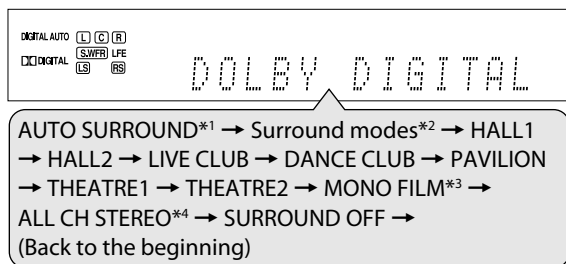 DIGITAL AUTO L C R
DIGITAL S.WFR LFE
LS RS
DOLBY DIGITAL
AUTO SURROUND*1 → Surround modes*2 → HALL1
→ HALL2 → LIVE CLUB → DANCE CLUB → PAVILION
→ THEATRE1 → THEATRE2 → MONO FILM*3 →
ALL CH STEREO*4 → SURROUND OFF →
(Back to the beginning)